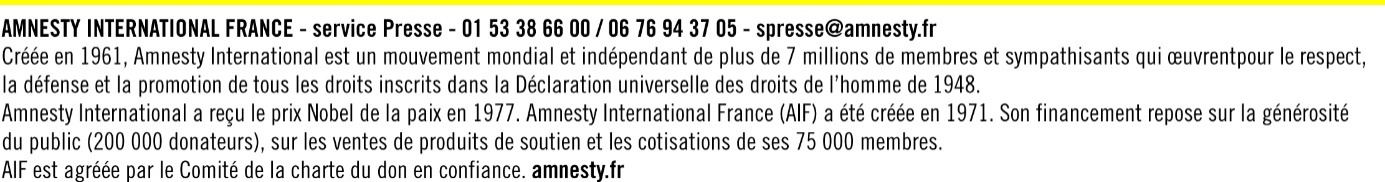 AMNESTY INTERNATIONAL FRANCE - service Presse - 01 53 38 66 00 / 06 76 94 37 05 - spresse@amnesty.fr
Créée en 1961, Amnesty International est un mouvement mondial et indépendant de plus de 7 millions de membres et sympathisants qui œuvrentpour le respect,
la défense et la promotion de tous les droits inscrits dans la Déclaration universelle des droits de l'homme de 1948.
Amnesty International a reçu le prix Nobel de la paix en 1977. Amnesty International France (AIF) a été créée en 1971. Son financement repose sur la générosité
du public (200 000 donateurs), sur les ventes de produits de soutien et les cotisations de ses 75 000 membres.
AIF est agréée par le Comité de la charte du don en confiance. amnesty.fr